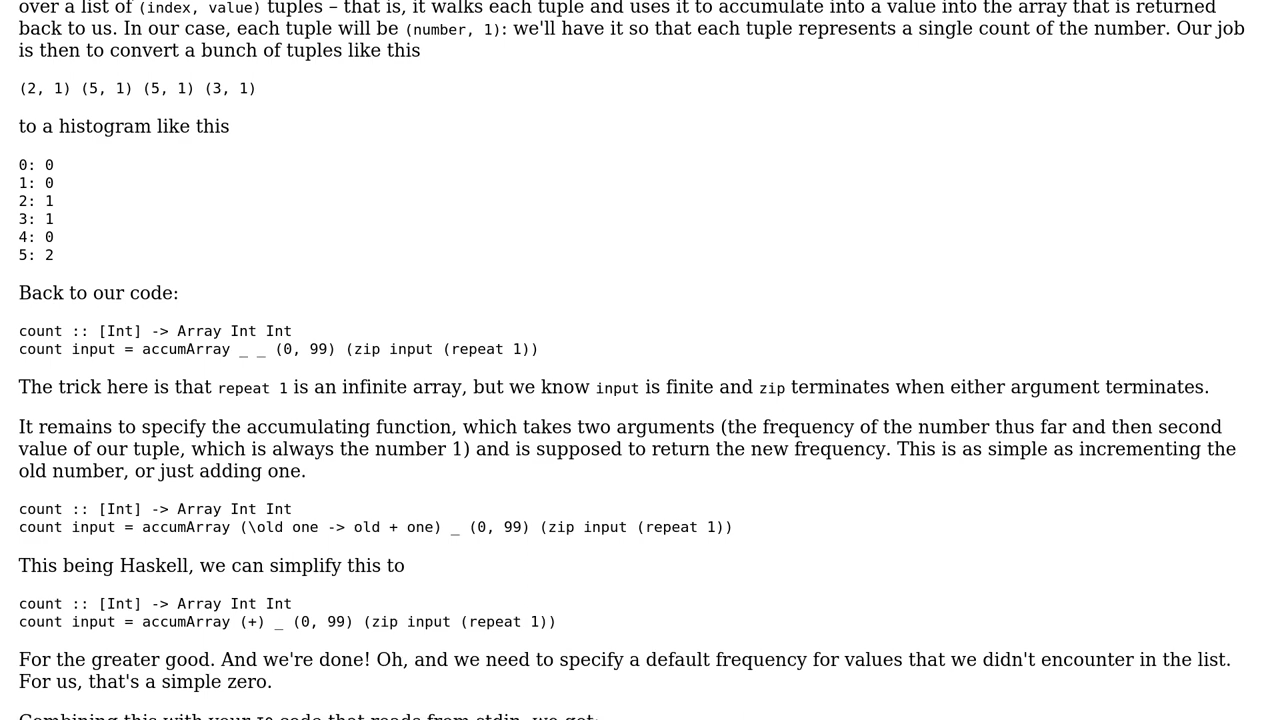 over a list of (index, value) tuples – that is, it walks each tuple and uses it to accumulate into a value into the array that is returned
back to us. In our case, each tuple will be (number, 1): we'll have it so that each tuple represents a single count of the number. Our job
is then to convert a bunch of tuples like this
(2, 1) (5, 1) (5, 1) (3, 1)
to a histogram like this
0: 0
1: 0
2: 1
3: 1
4: 0
5: 2
Back to our code:
count :: [Int] -> Array Int Int
count input = accumArray _ _ (0, 99) (zip input (repeat 1))
The trick here is that repeat 1 is an infinite array, but we know input is finite and zip terminates when either argument terminates.
It remains to specify the accumulating function, which takes two arguments (the frequency of the number thus far and then second
value of our tuple, which is always the number 1) and is supposed to return the new frequency. This is as simple as incrementing the
old number, or just adding one.
count :: [Int] -> Array Int Int
count input = accumArray (\old one -> old + one) _ (0, 99) (zip input (repeat 1))
This being Haskell, we can simplify this to
count :: [Int] -> Array Int Int
count input = accumArray (+) _ (0, 99) (zip input (repeat 1))
For the greater good. And we're done! Oh, and we need to specify a default frequency for values that we didn't encounter in the list.
For us, that's a simple zero.
Combining this with your IO code that reads from stdin, we get: